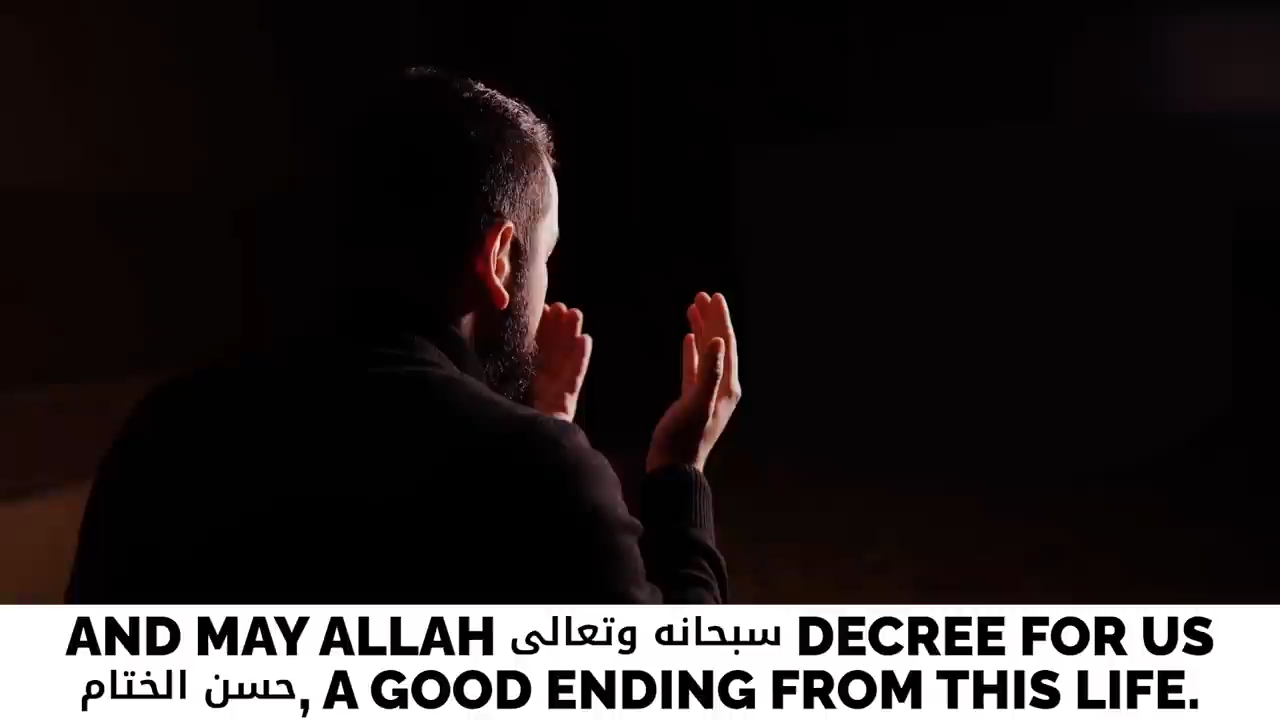 AND MAY ALLAH سبحانه وتعالى DECREE FOR US
حسن الختام, A GOOD ENDING FROM THIS LIFE.